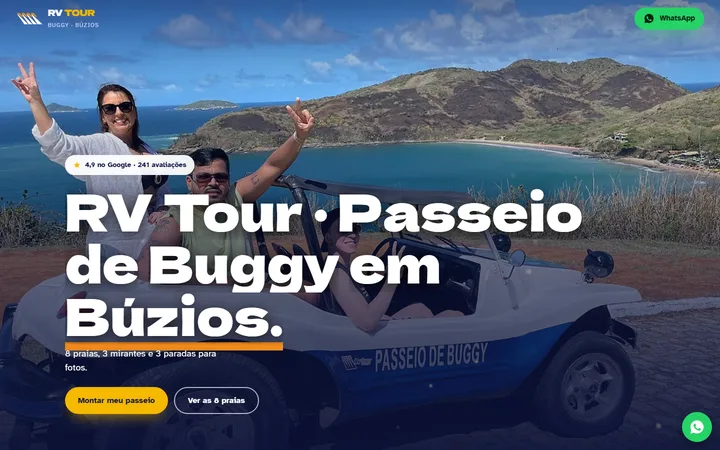 RV TOUR
BUGGY · BÚZIOS
WhatsApp
4,9 no Google · 241 avaliações
RV Tour · Passeio
de Buggy em
Búzios.
8 praias, 3 mirantes e 3 paradas para
fotos.
PASSEIO DE BUGGY
Montar meu passeio
Ver as 8 praias